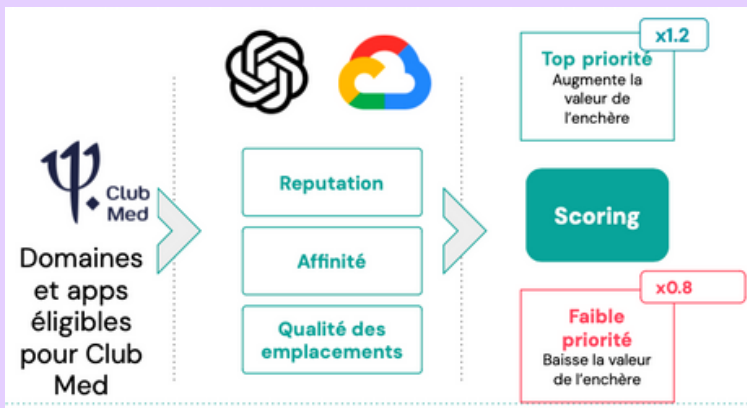 Club
Med
Domaines
et apps
éligibles
pour Club
Med
Reputation
Affinité
Qualité des
emplacements
x1.2
Top priorité
Augmente la
valeur de
l'enchère
Scoring
x0.8
Faible
priorité
Baisse la valeur
de l'enchère